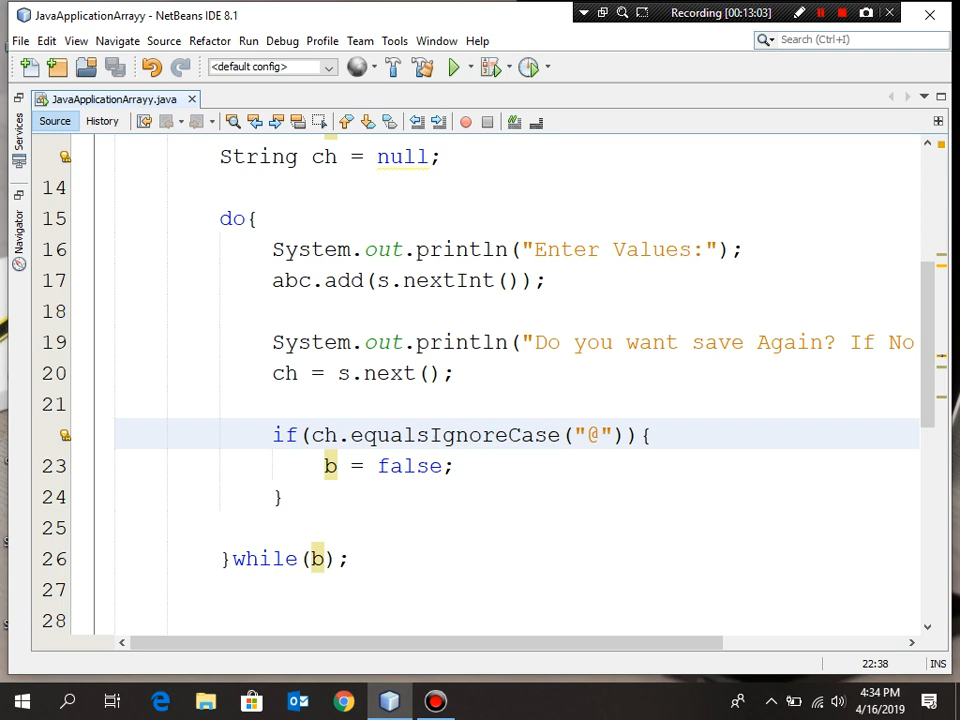 JavaApplicationArrayy - NetBeans IDE 8.1
Recording [00:13:03]
File Edit View Navigate Source Refactor Run Debug Profile Team Tools Window Help
Search (Ctrl+I)
<default config>
JavaApplicationArrayy.java
Source History
Services
Navigator
String ch = null;
14
15 do{
16 System.out.println("Enter Values:");
17 abc.add(s.nextInt());
18
19 System.out.println("Do you want save Again? If No
20 ch = s.next();
21
if(ch.equalsIgnoreCase("@")){
23 b = false;
24 }
25
26 }while(b);
27
28
22:38 INS
4:34 PM
4/16/2019